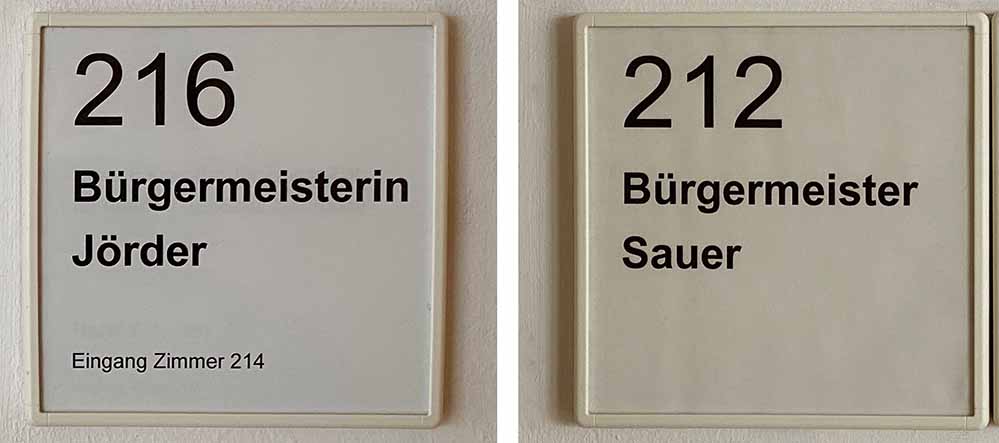 216
Bürgermeisterin
Jörder
Eingang Zimmer 214
212
Bürgermeister
Sauer